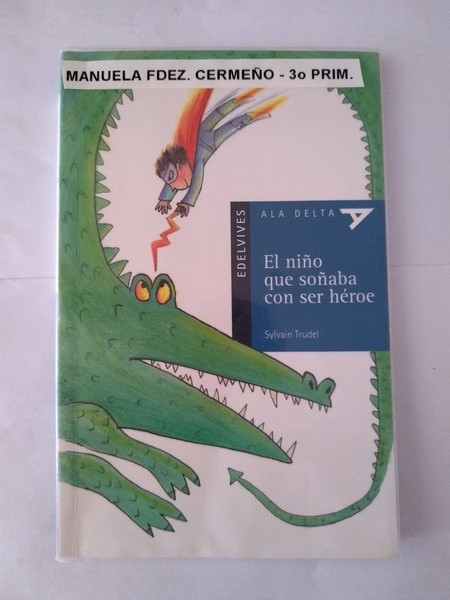 MANUELA FDEZ. CERMEÑO - 3o PRIM.
EDELVIVES
ALA DELTA
El niño
que soñaba
con ser héroe
Sylvain Trudel